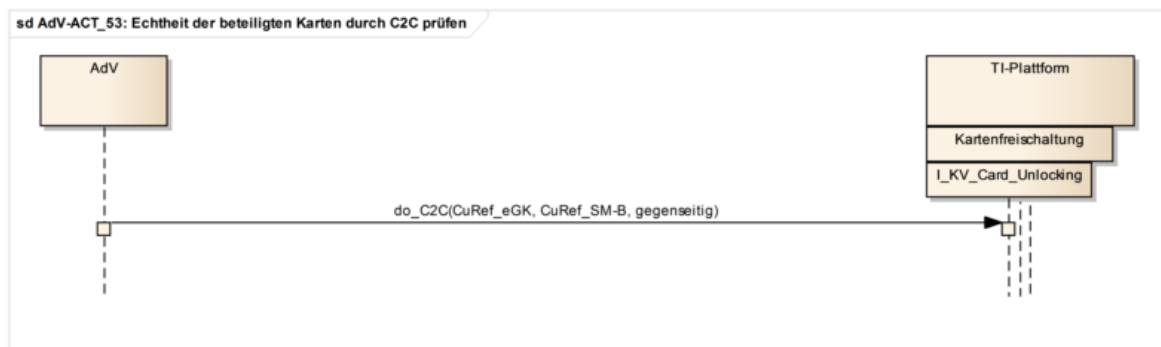 sd AdV-ACT_53: Echtheit der beteiligten Karten durch C2C prüfen
AdV
TI-Plattform
Kartenfreischaltung
I_KV_Card_Unlocking
do_C2C(CuRef_eGK, CuRef_SM-B, gegenseitig)